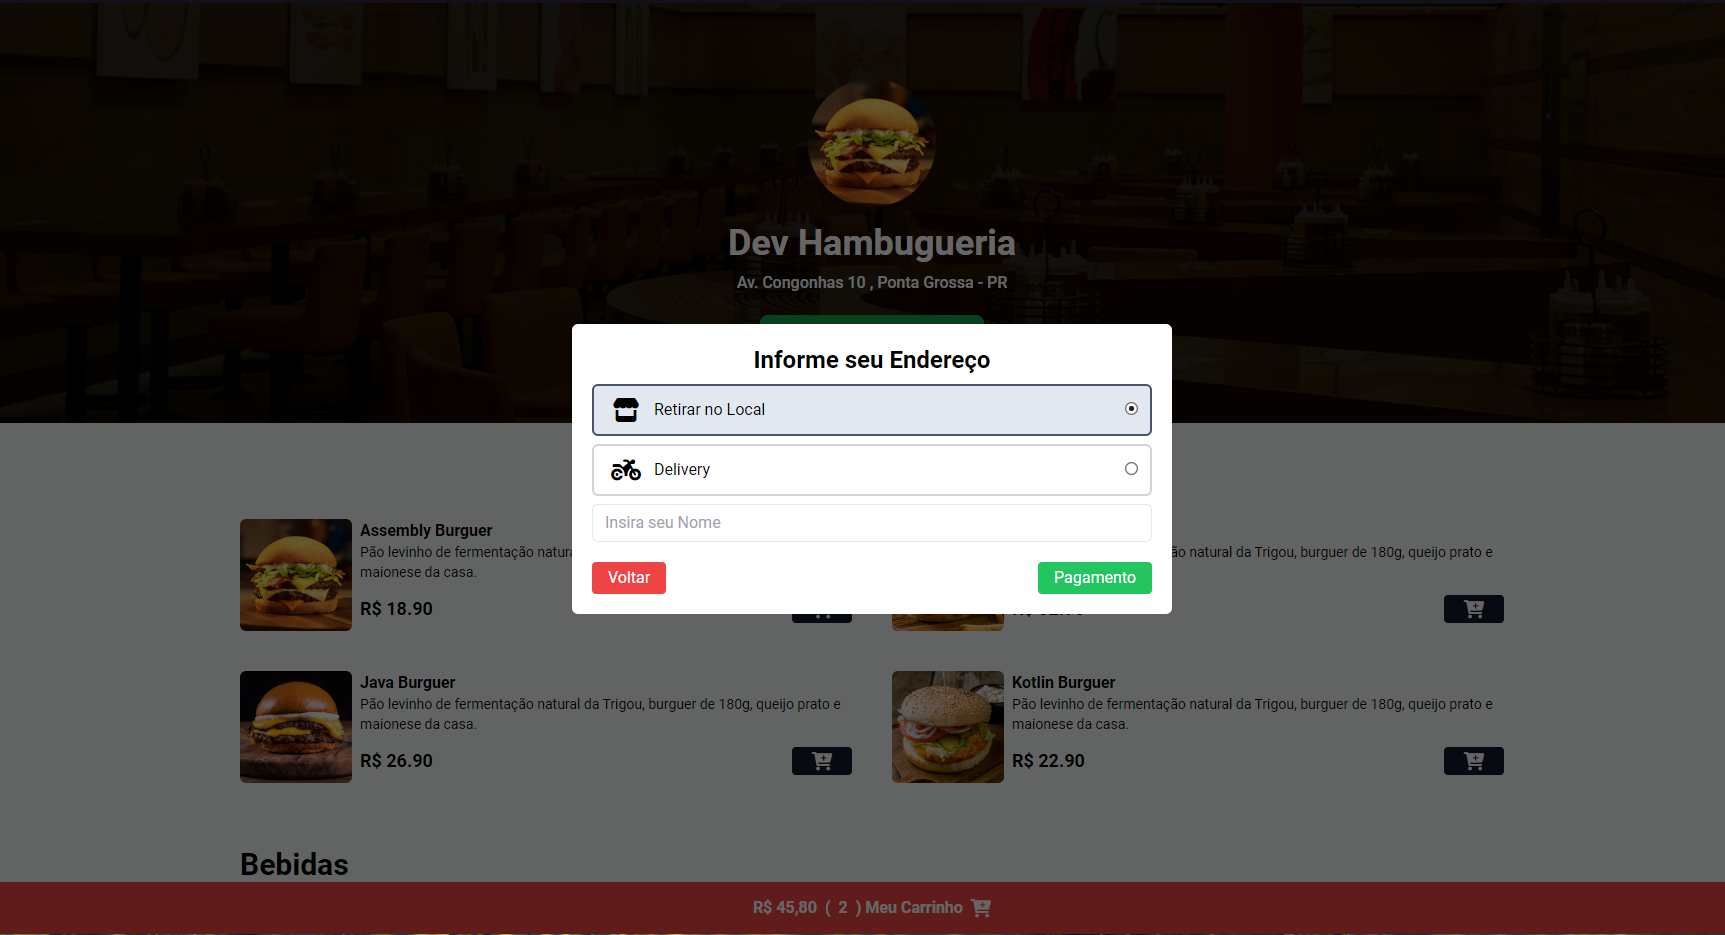 Dev Hambugueria
Av. Congonhas 10 , Ponta Grossa - PR
Informe seu Endereço
Retirar no Local
Delivery
Insira seu Nome
Voltar
Pagamento
Assembly Burguer
Pão levinho de fermentação
maionese da casa.
R$ 18.90
natural da Trigou, burguer de 180g, queijo prato e
Java Burguer
Pão levinho de fermentação natural da Trigou, burguer de 180g, queijo prato e
maionese da casa.
R$ 26.90
Kotlin Burguer
Pão levinho de fermentação natural da Trigou, burguer de 180g, queijo prato e
maionese da casa.
R$ 22.90
Bebidas
R$ 45,80 ( 2 ) Meu Carrinho